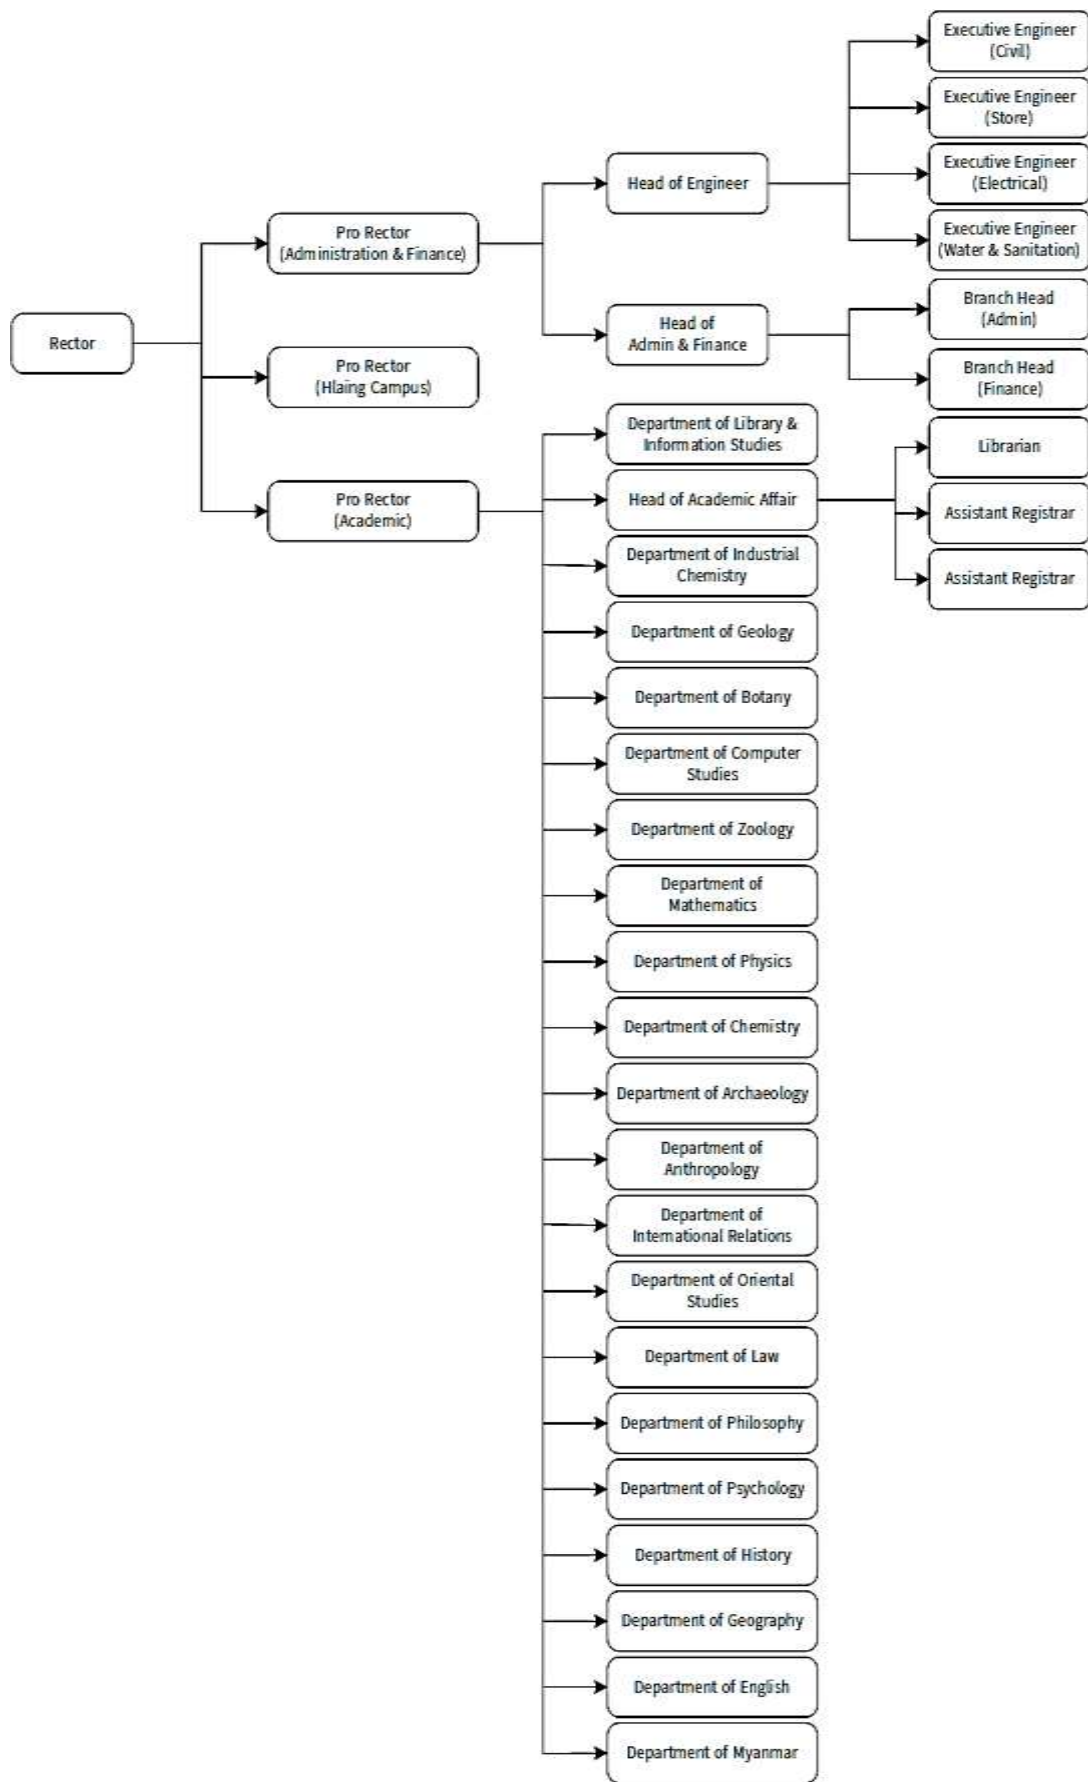 Rector
Pro Rector
(Administration & Finance)
Pro Rector
(Hlaing Campus)
Pro Rector
(Academic)
Head of Engineer
Head of
Admin & Finance
Department of Library &
Information Studies
Head of Academic Affair
Department of Industrial
Chemistry
Department of Geology
Department of Botany
Department of Computer
Studies
Department of Zoology
Department of
Mathematics
Department of Physics
Department of Chemistry
Department of Archaeology
Department of
Anthropology
Department of
International Relations
Department of Oriental
Studies
Department of Law
Department of Philosophy
Department of Psychology
Department of History
Department of Geography
Department of English
Department of Myanmar
Executive Engineer
(Civil)
Executive Engineer
(Store)
Executive Engineer
(Electrical)
Executive Engineer
(Water & Sanitation)
Branch Head
(Admin)
Branch Head
(Finance)
Librarian
Assistant Registrar
Assistant Registrar